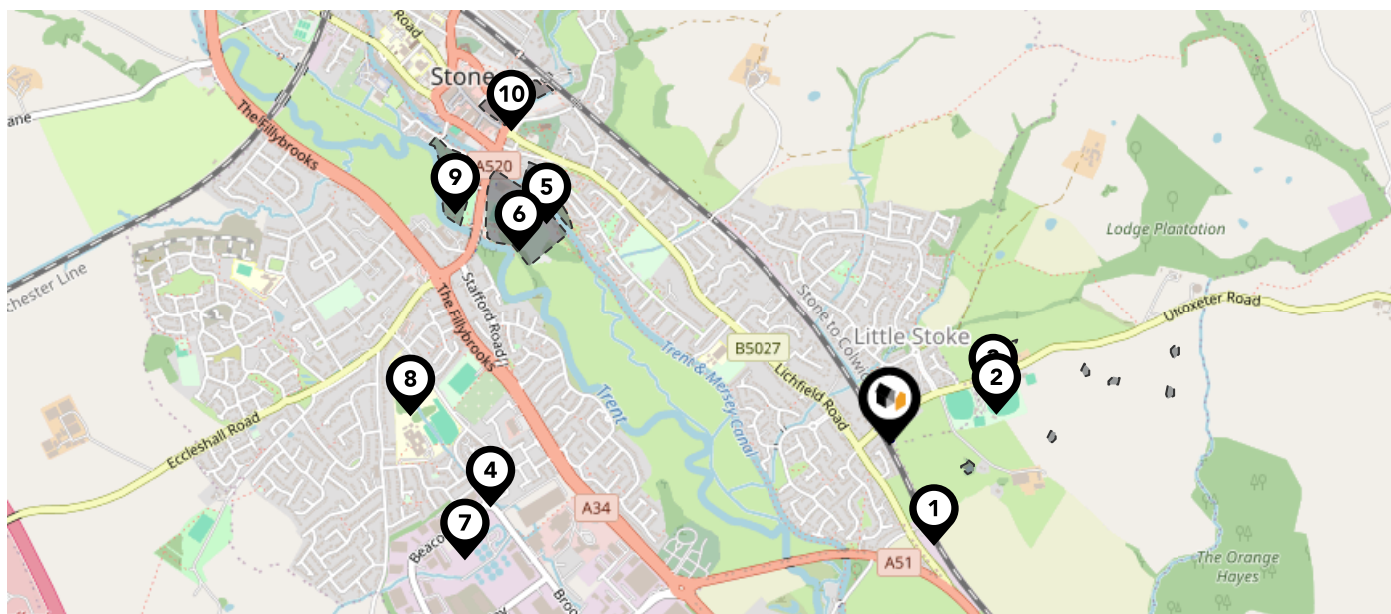 Road
Stone
10
ane
The Fillybrooks
A520
9
5
6
Lodge Plantation
chester Line
Stafford Road
The Fillybrooks
Stone to Colwic
Uttoxeter Road
Little Stoke
B5027
Trent & Mersey Canal
2
8
Lichfield Road
Trent
Eccleshall Road
4
A34
1
7
Beaco
A51
The Orange
Hayes
Broo